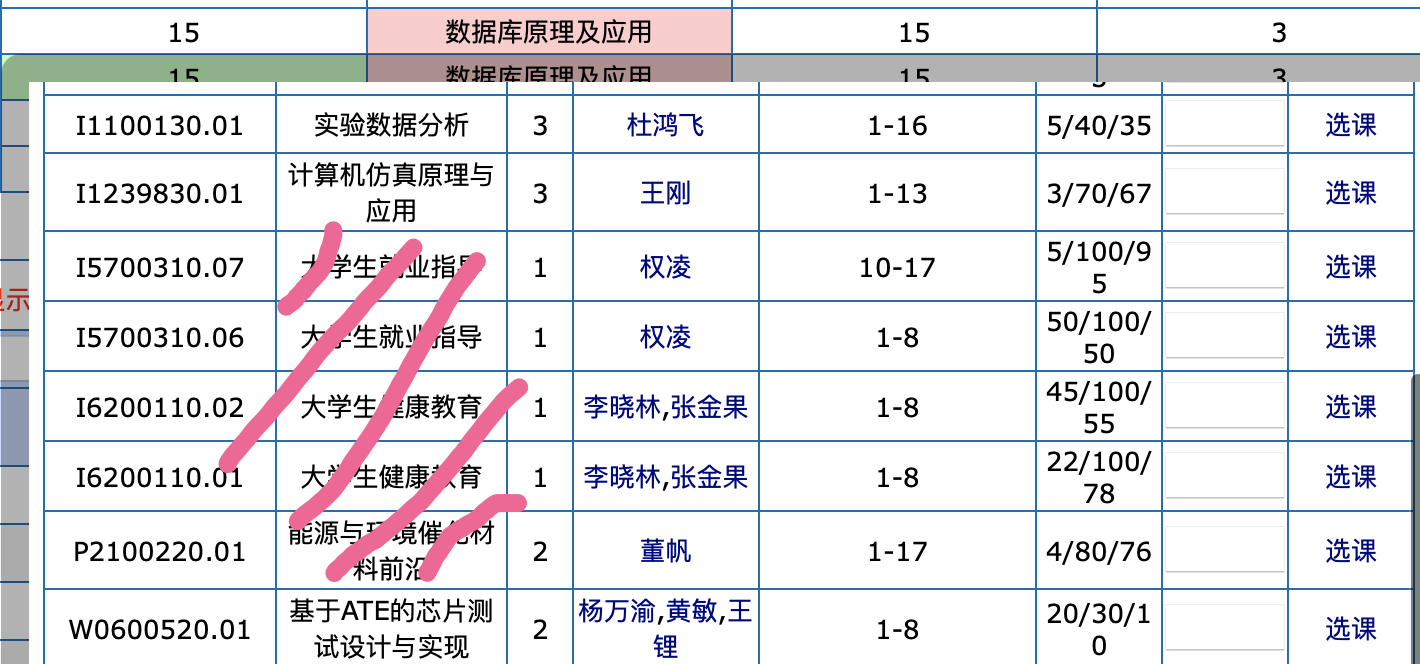 15 数据库原理及应用 15 3
15 数据库原理及应用 15 3
I1100130.01 实验数据分析 3 杜鸿飞 1-16 5/40/35 选课
I1239830.01 计算机仿真原理与 3 王刚 1-13 3/70/67 选课
应用
I5700310.07 大学生就业指导 1 权凌 10-17 5/100/9 选课
5
显示
I5700310.06 大学生就业指导 1 权凌 1-8 50/100/ 选课
50
I6200110.02 大学生健康教育 1 李晓林,张金果 1-8 45/100/ 选课
55
I6200110.01 大学生健康教育 1 李晓林,张金果 1-8 22/100/ 选课
78
P2100220.01 能源与环境催化材 2 董帆 1-17 4/80/76 选课
料前沿
W0600520.01 基于ATE的芯片测 2 杨万渝,黄敏,王 1-8 20/30/1 选课
试设计与实现 锂 0